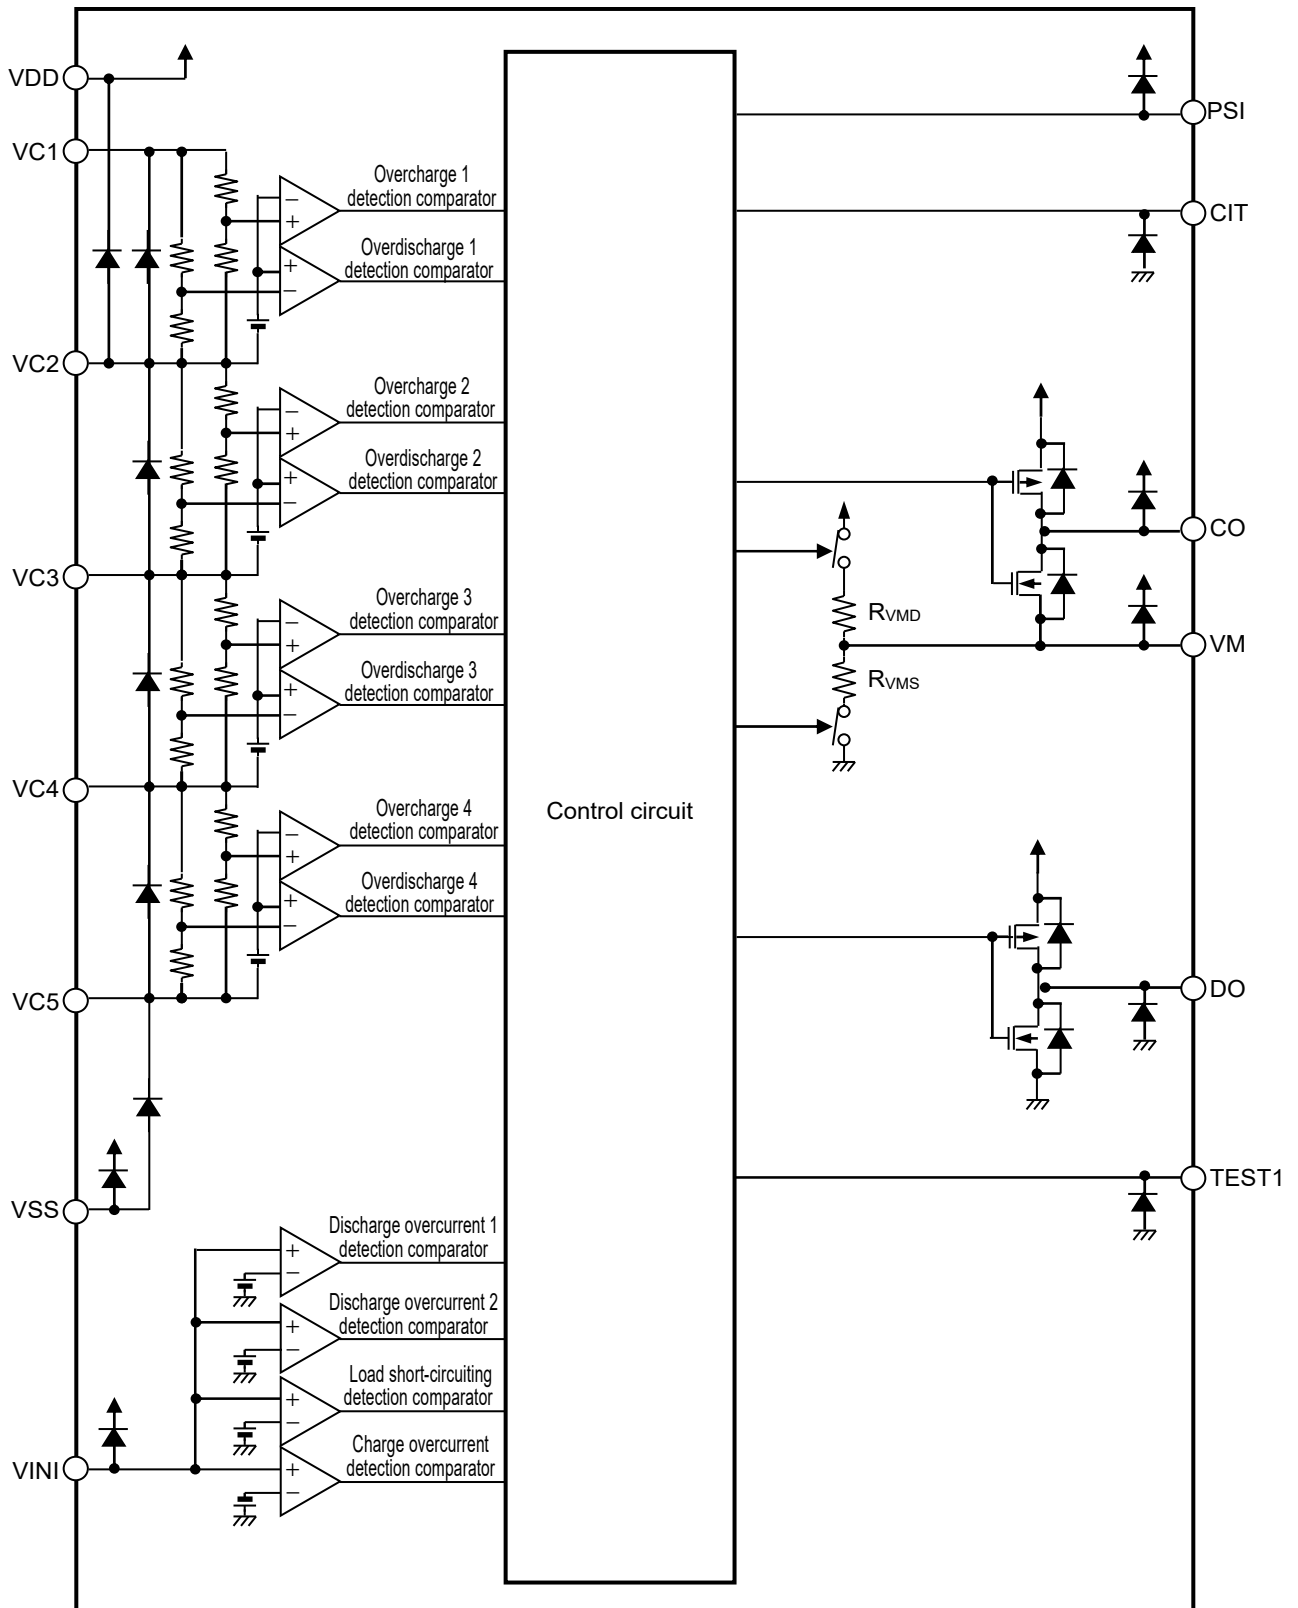 VDD
VC1
VC2
VC3
VC4
VC5
VSS
VINI
Overcharge 1
detection comparator
Overdischarge 1
detection comparator
Overcharge 2
detection comparator
Overdischarge 2
detection comparator
Overcharge 3
detection comparator
Overdischarge 3
detection comparator
Overcharge 4
detection comparator
Overdischarge 4
detection comparator
Discharge overcurrent 1
detection comparator
Discharge overcurrent 2
detection comparator
Load short-circuiting
detection comparator
Charge overcurrent
detection comparator
Control circuit
RVMD
RVMS
PSI
CIT
CO
VM
DO
TEST1